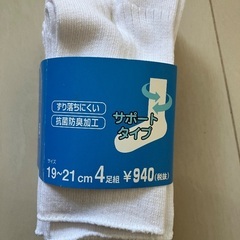 ずり落ちにくい
抗菌防臭加工
サポート
タイプ
サイズ
19~21cm 4足組 ¥940(税抜)